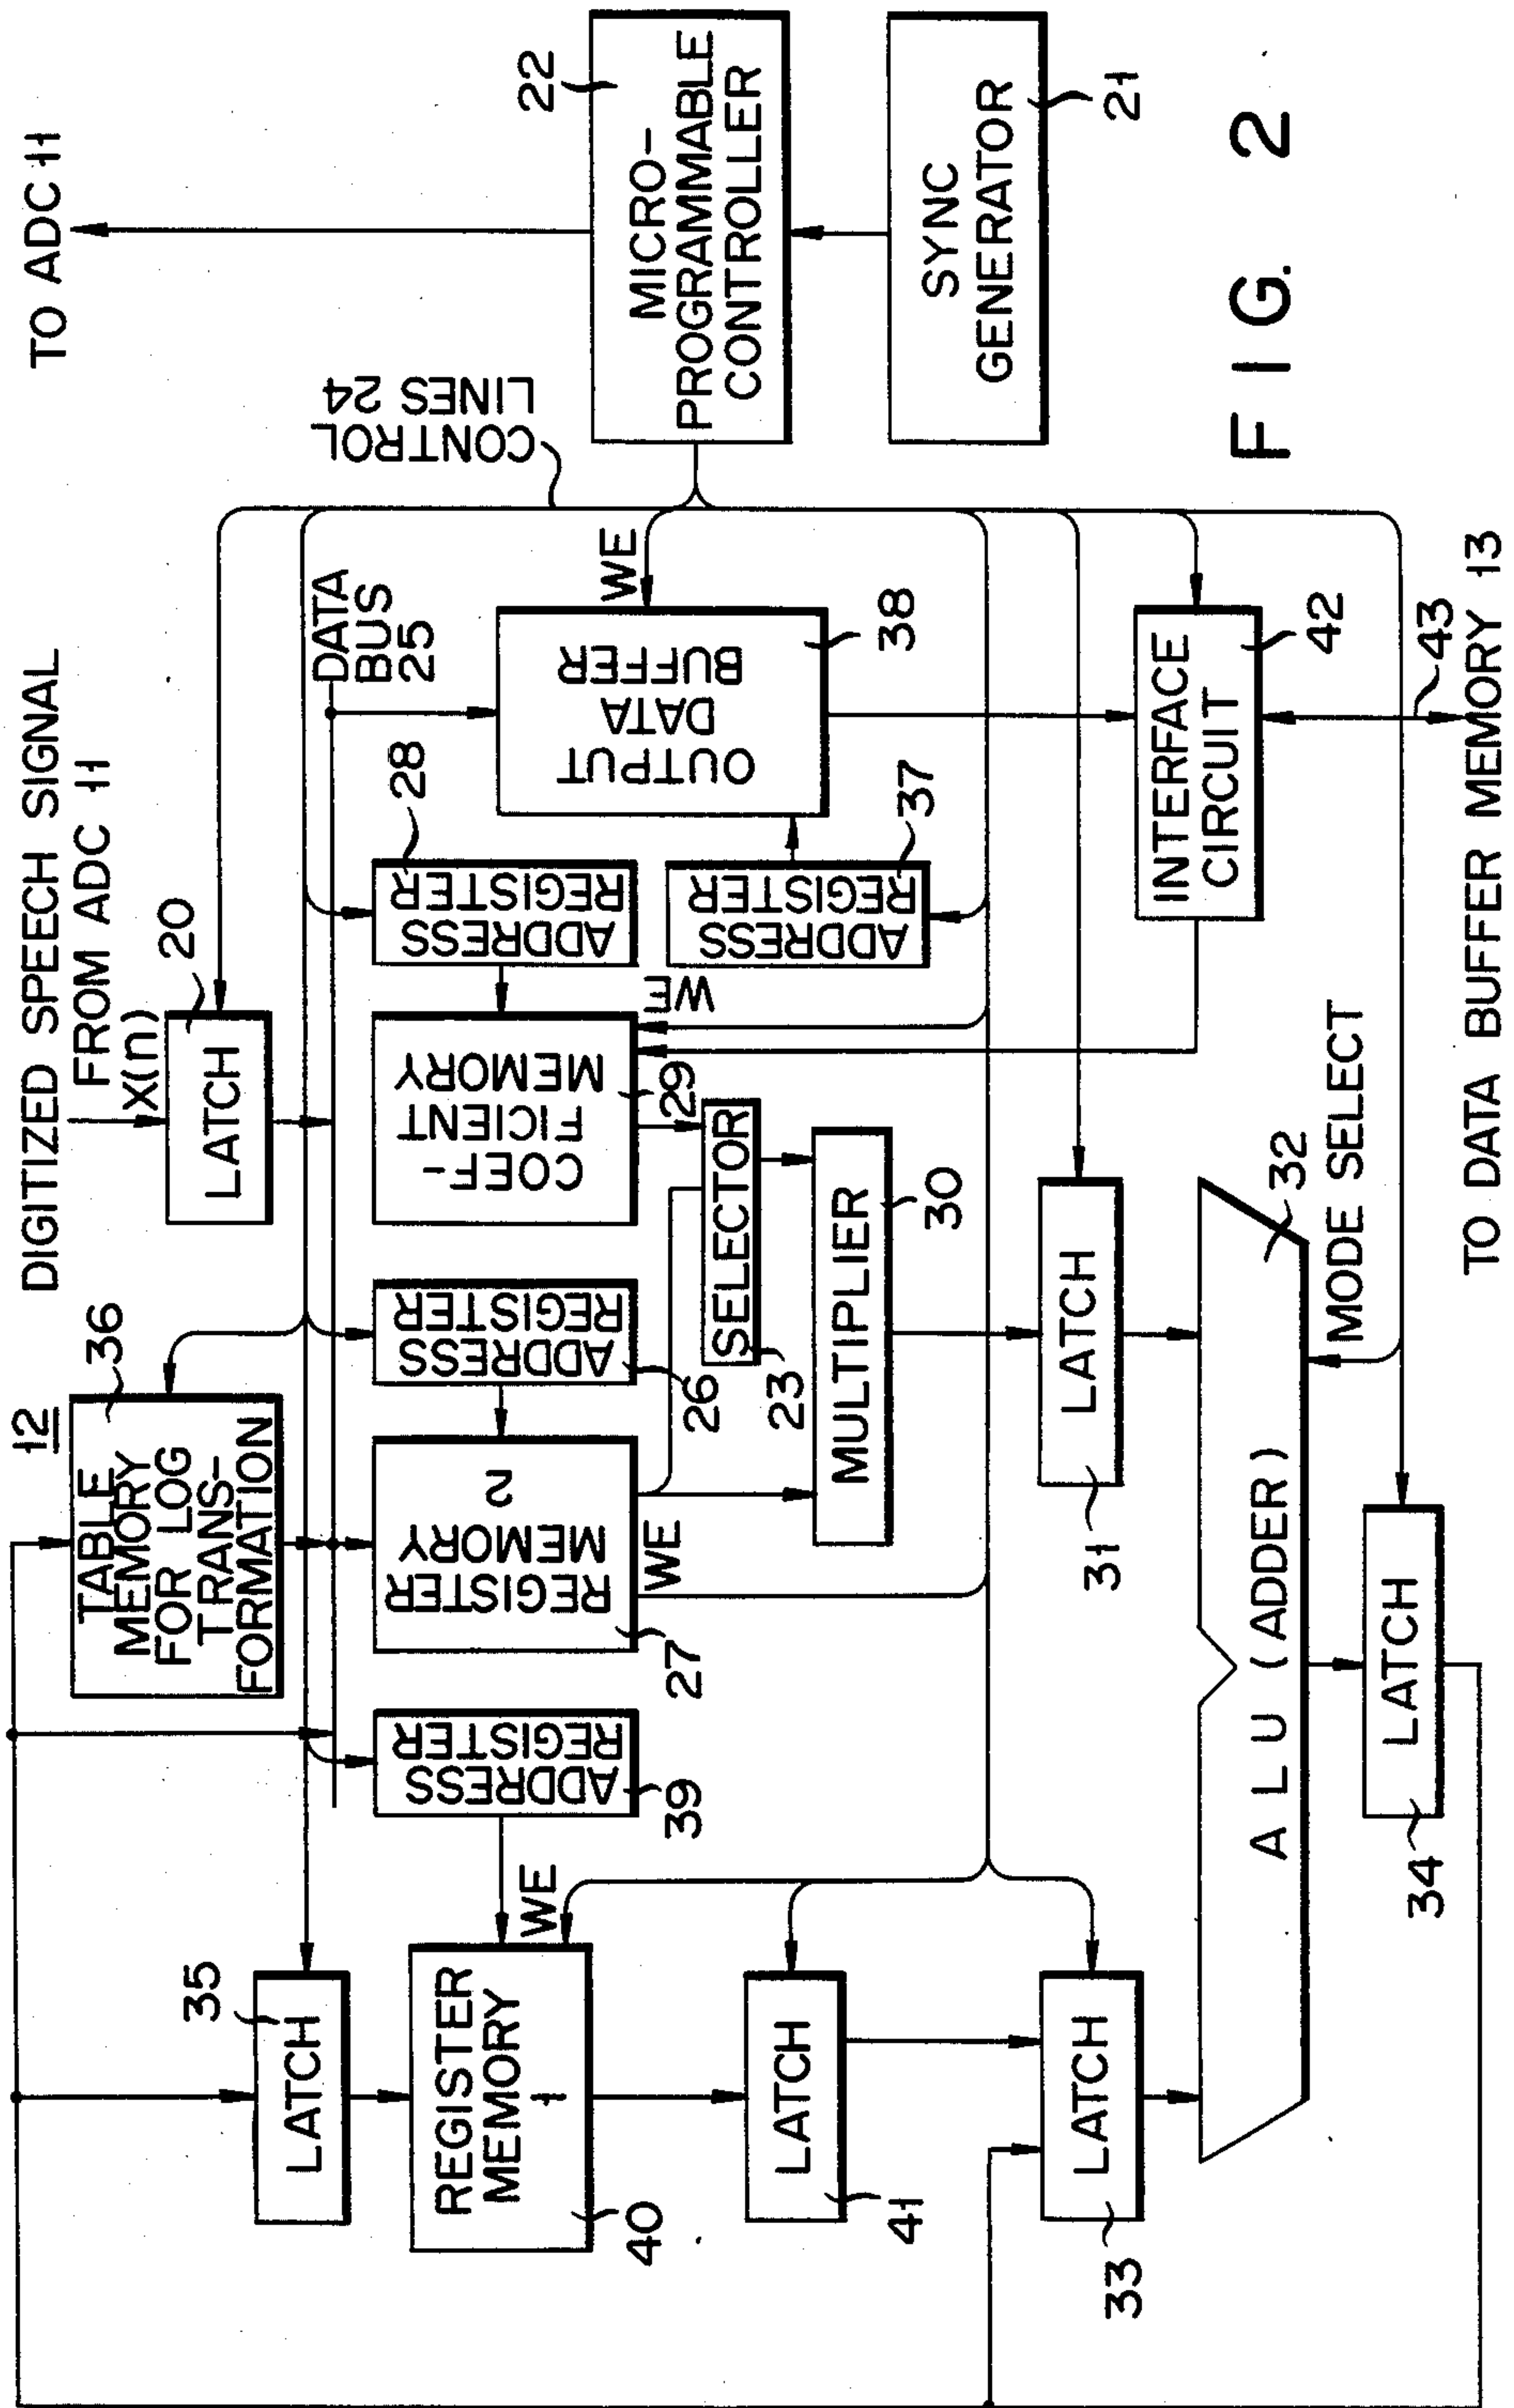 12
TABLE
MEMORY
FOR LOG
TRANS-
FORMATION
36
DIGITIZED SPEECH SIGNAL
FROM ADC 11
X(n)
LATCH
20
TO ADC 11
LATCH
35
DATA
BUS
25
CONTROL
LINES 24
MICRO-
PROGRAMMABLE
CONTROLLER
22
REGISTER
MEMORY
1
40
WE
ADDRESS
REGISTER
39
REGISTER
MEMORY
2
27
WE
ADDRESS
REGISTER
26
COEF-
FICIENT
MEMORY
29
WE
ADDRESS
REGISTER
28
OUTPUT
DATA
BUFFER
38
WE
ADDRESS
REGISTER
37
SELECTOR
23
MULTIPLIER
30
SYNC
GENERATOR
21
LATCH
41
LATCH
33
LATCH
31
INTERFACE
CIRCUIT
42
43
ALU (ADDER)
32
MODE SELECT
LATCH
34
TO DATA BUFFER MEMORY 13
FIG. 2